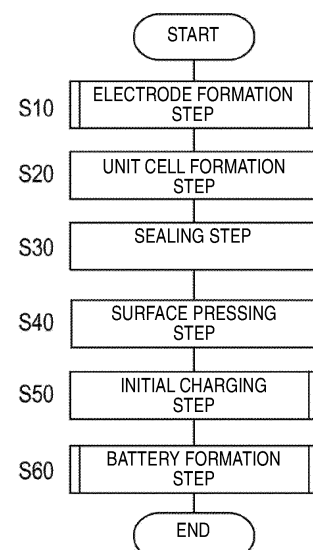 START
S10
ELECTRODE FORMATION
STEP
S20
UNIT CELL FORMATION
STEP
S30
SEALING STEP
S40
SURFACE PRESSING
STEP
S50
INITIAL CHARGING
STEP
S60
BATTERY FORMATION
STEP
END